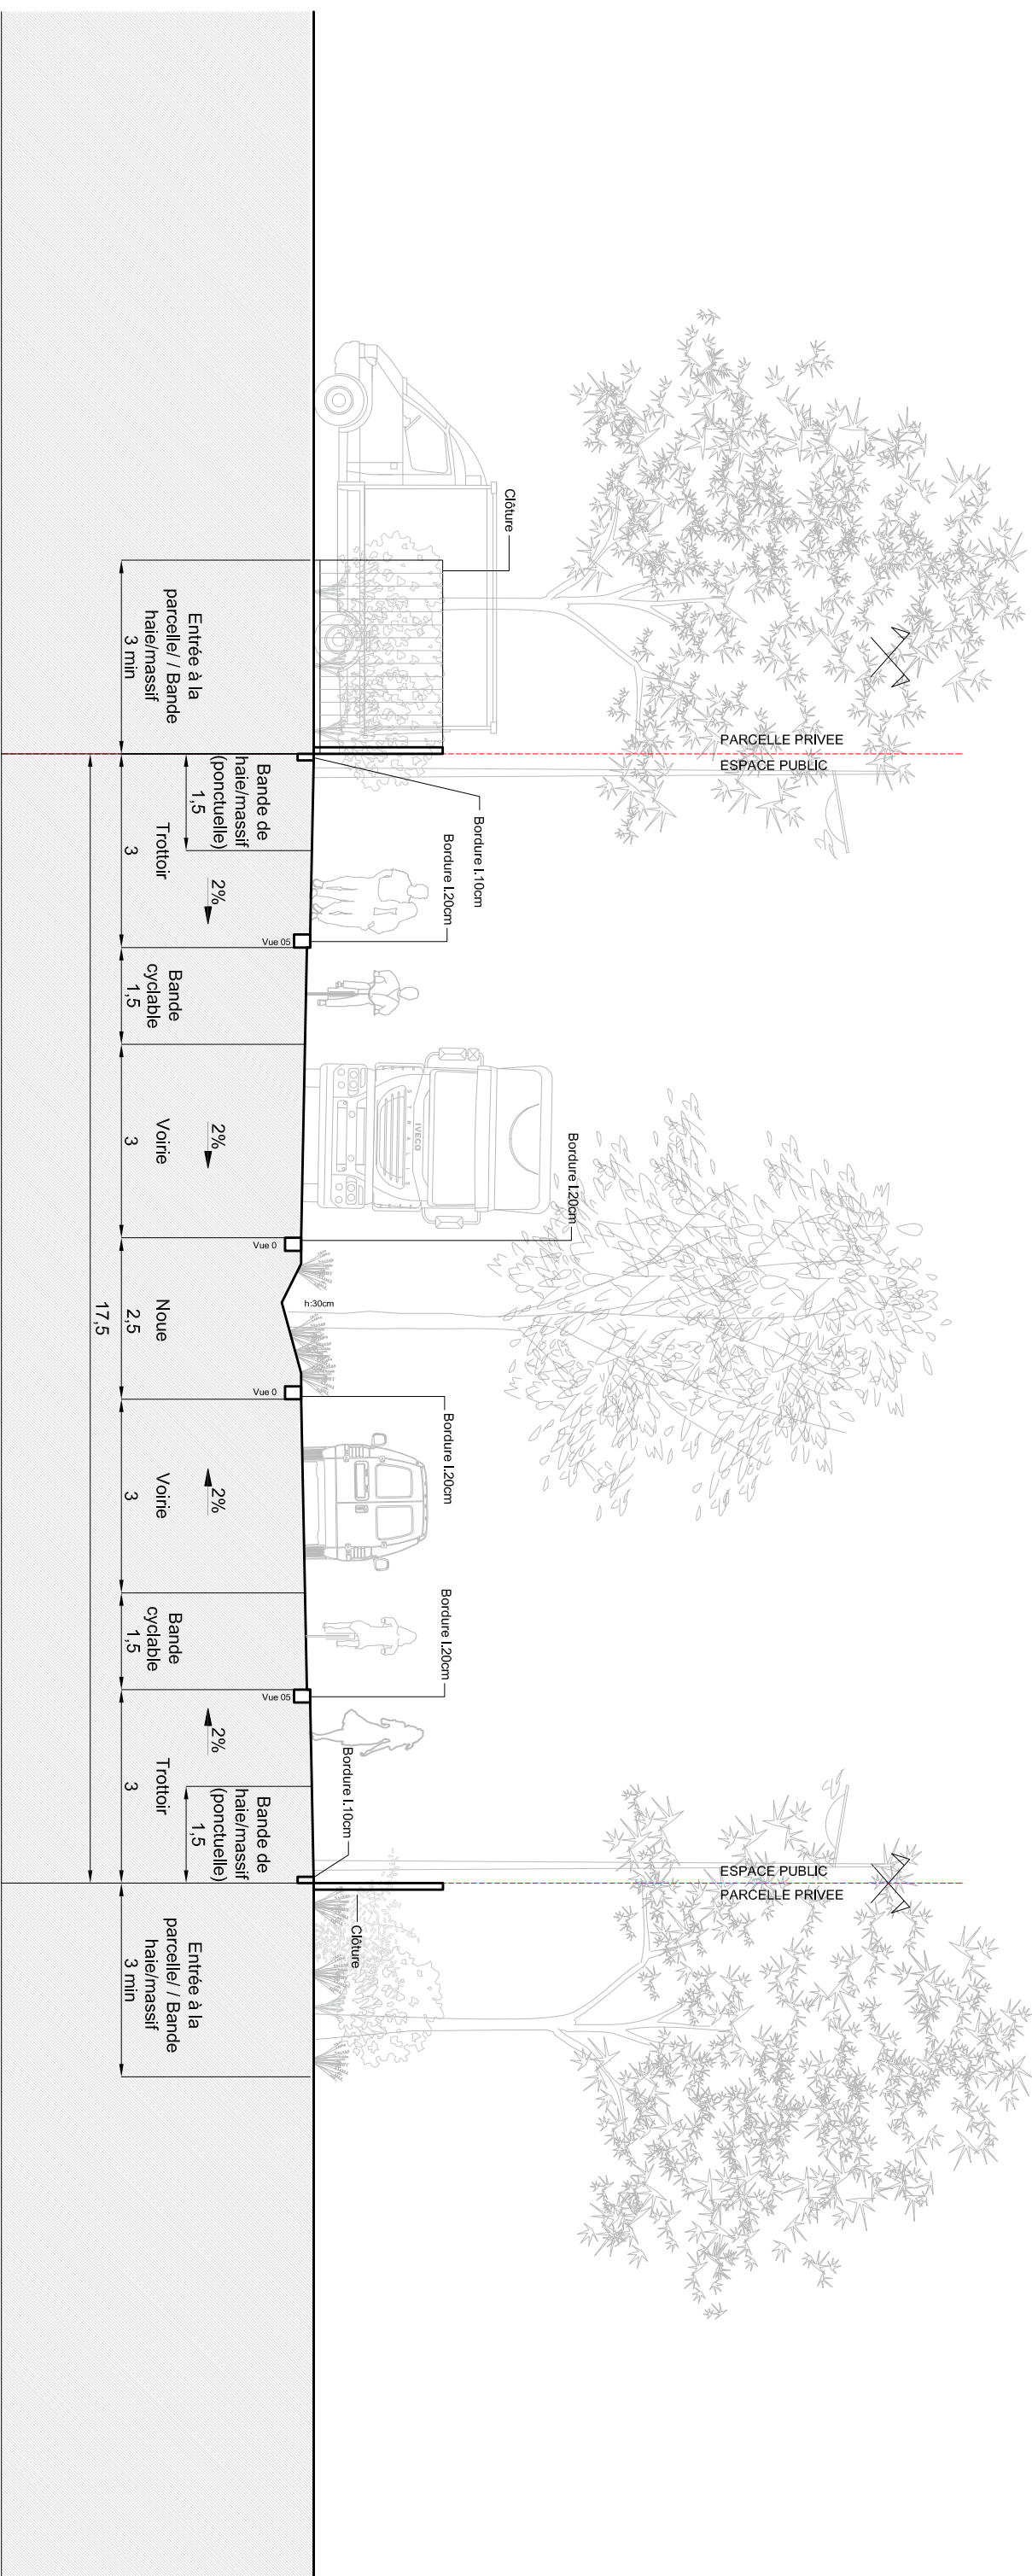 Clôture
PARCELLE PRIVEE
ESPACE PUBLIC
Bordure l.10cm
Bordure l.20cm
Bordure l.20cm
h:30cm
Bordure l.20cm
Bordure l.20cm
Bordure l.10cm
ESPACE PUBLIC
PARCELLE PRIVEE
Clôture
IVECO
STRALIS
Vue 05
Vue 0
Vue 0
Vue 05
Entrée à la
parcelle/ / Bande
haie/massif
3 min
Bande de
haie/massif
(ponctuelle)
1,5
2%
Trottoir
3
Bande
cyclable
1,5
2%
Voirie
3
Noue
2,5
2%
Voirie
3
Bande
cyclable
1,5
2%
Trottoir
3
Bande de
haie/massif
(ponctuelle)
1,5
Entrée à la
parcelle/ / Bande
haie/massif
3 min
17,5